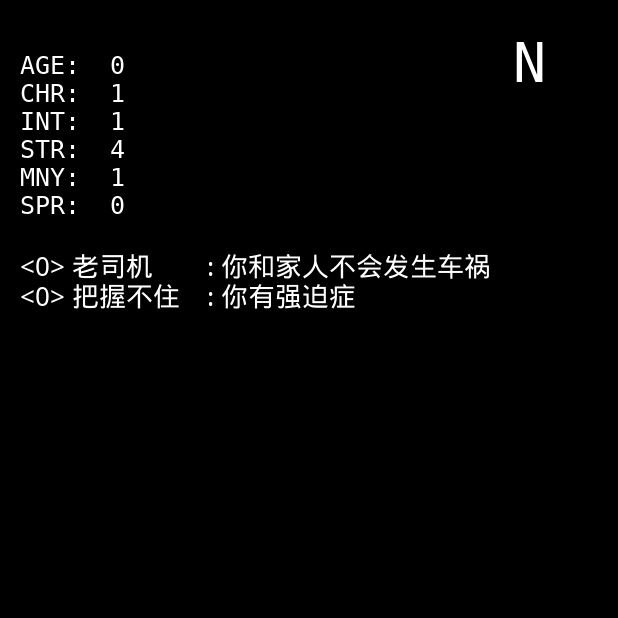 N
AGE: 0
CHR: 1
INT: 1
STR: 4
MNY: 1
SPR: 0
<O> 老司机 : 你和家人不会发生车祸
<O> 把握不住 : 你有强迫症